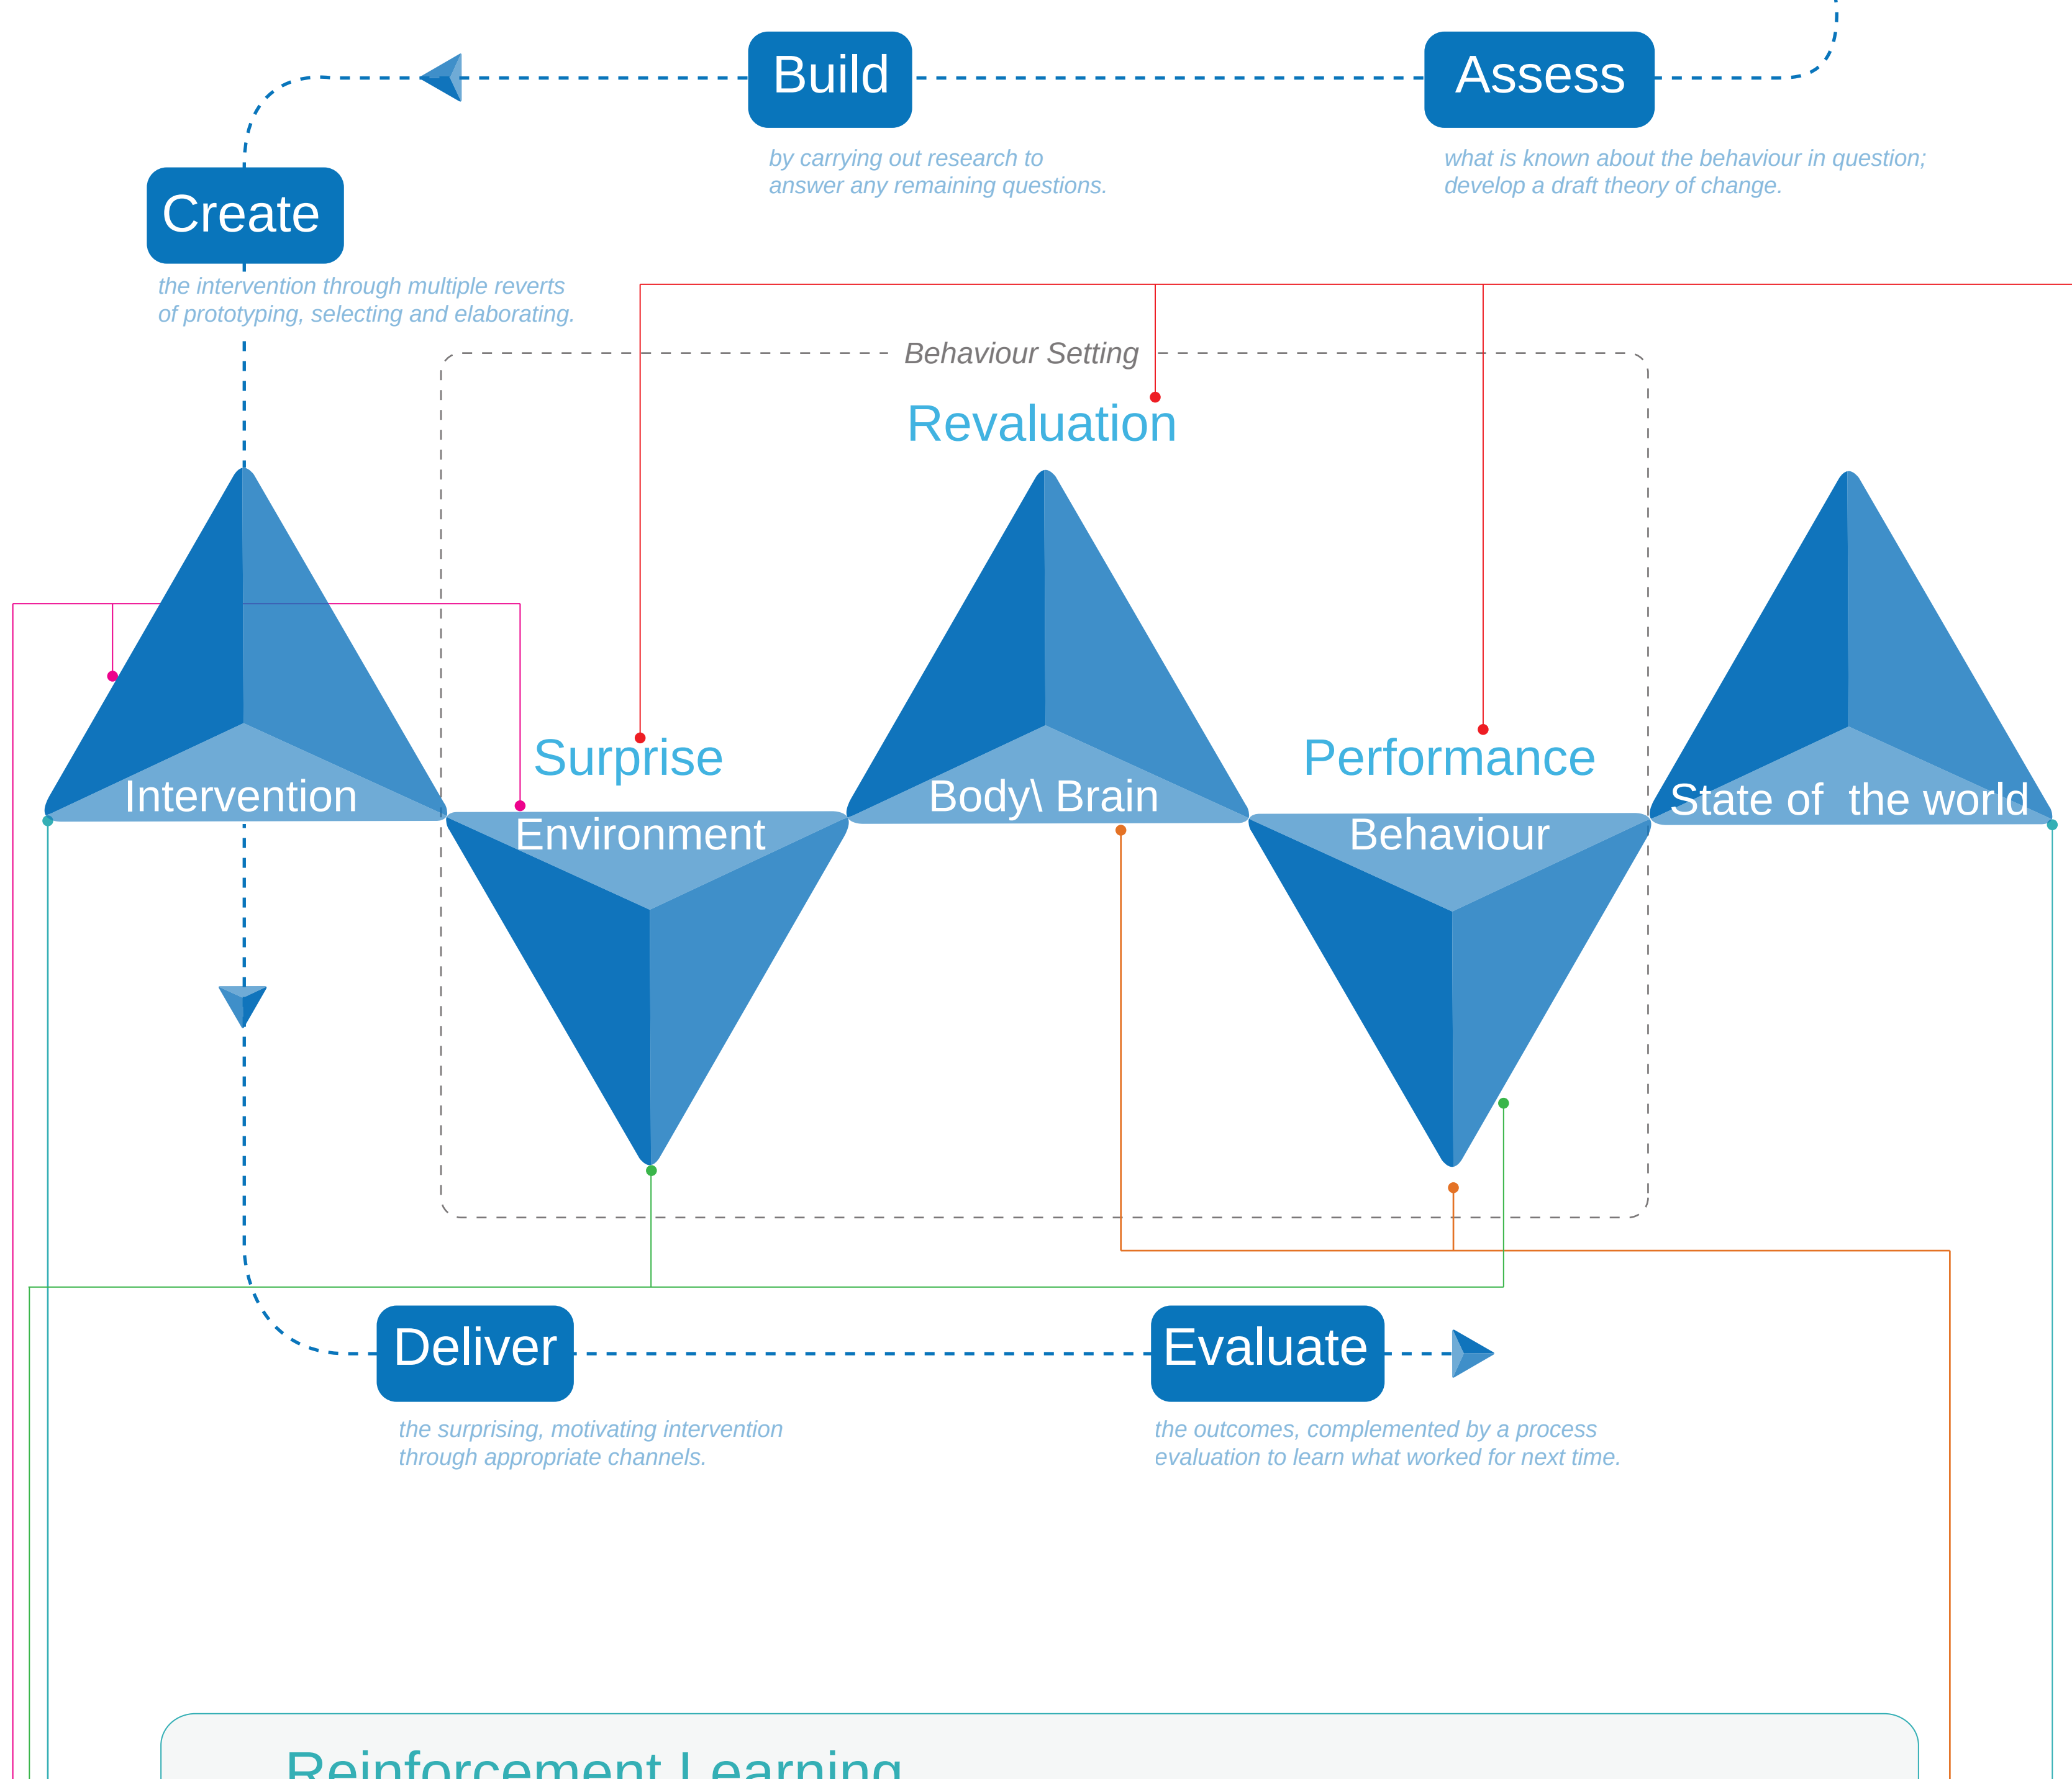 Build
Assess
by carrying out research to
answer any remaining questions.
what is known about the behaviour in question;
develop a draft theory of change.
Create
the intervention through multiple reverts
of prototyping, selecting and elaborating.
Behaviour Setting
Revaluation
Surprise
Performance
Intervention
Environment
Body\ Brain
Behaviour
State of the world
Deliver
Evaluate
the surprising, motivating intervention
through appropriate channels.
the outcomes, complemented by a process
evaluation to learn what worked for next time.
Reinforcement Learning